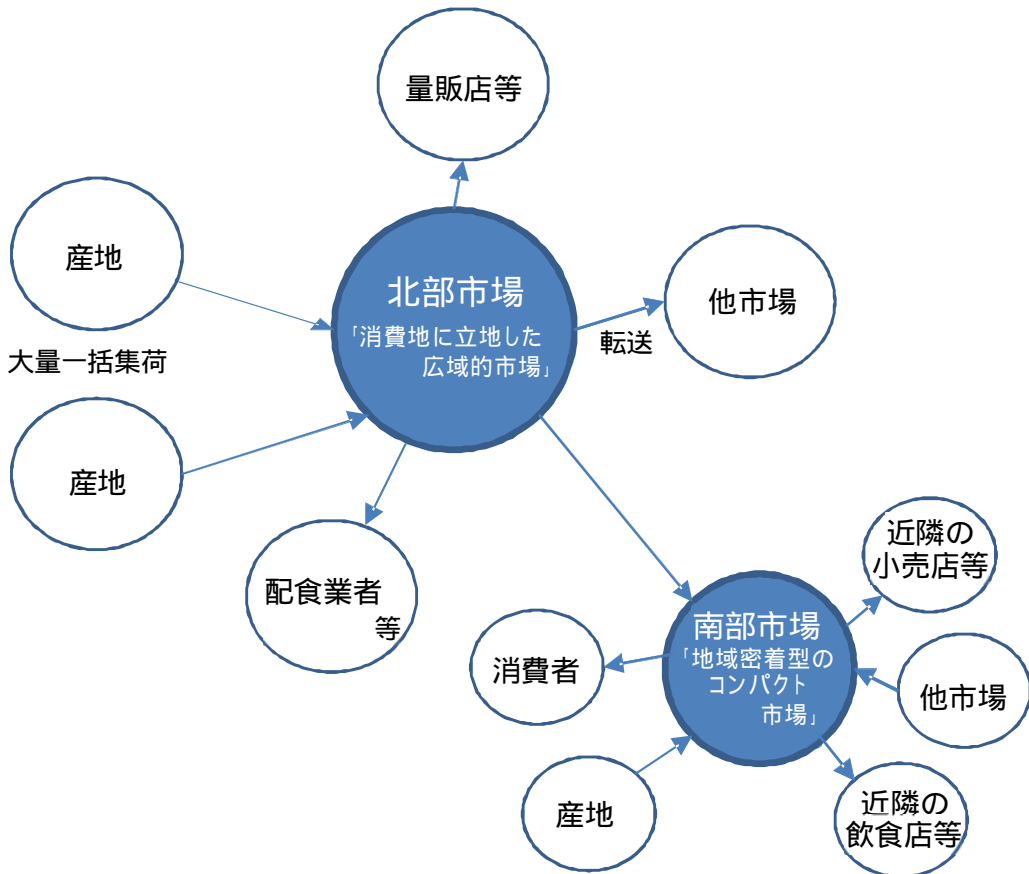 量販店等
産地
北部市場
「消費地に立地した
広域的市場」
他市場
転送
大量一括集荷
産地
配食業者
等
近隣の
小売店等
南部市場
「地域密着型の
コンパクト
市場」
消費者
他市場
産地
近隣の
飲食店等